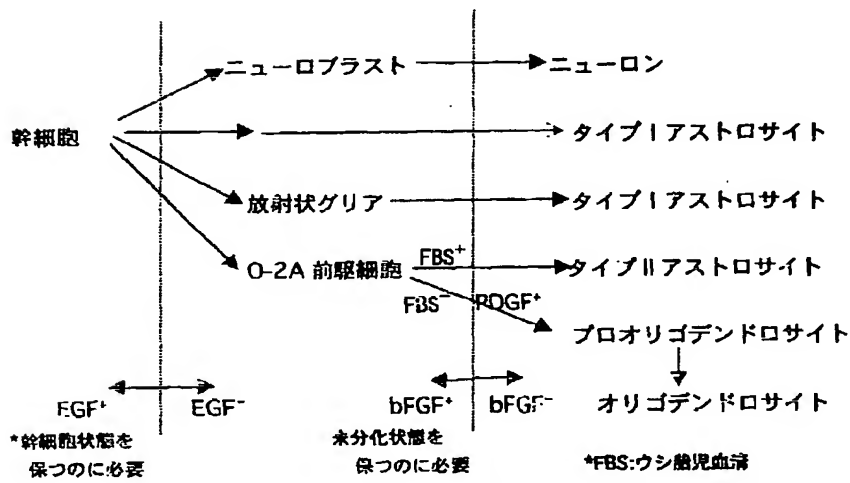 ニューロブラスト
ニューロン
幹細胞
タイプIアストロサイト
放射状グリア
タイプIアストロサイト
O-2A 前駆細胞
FBS⁺
タイプIIアストロサイト
FBS⁻
PDGF⁺
プロオリゴデンドロサイト
EGF⁺
EGF⁻
bFGF⁺
bFGF⁻
オリゴデンドロサイト
*幹細胞状態を
保つのに必要
未分化状態を
保つのに必要
*FBS:ウシ胎児血清